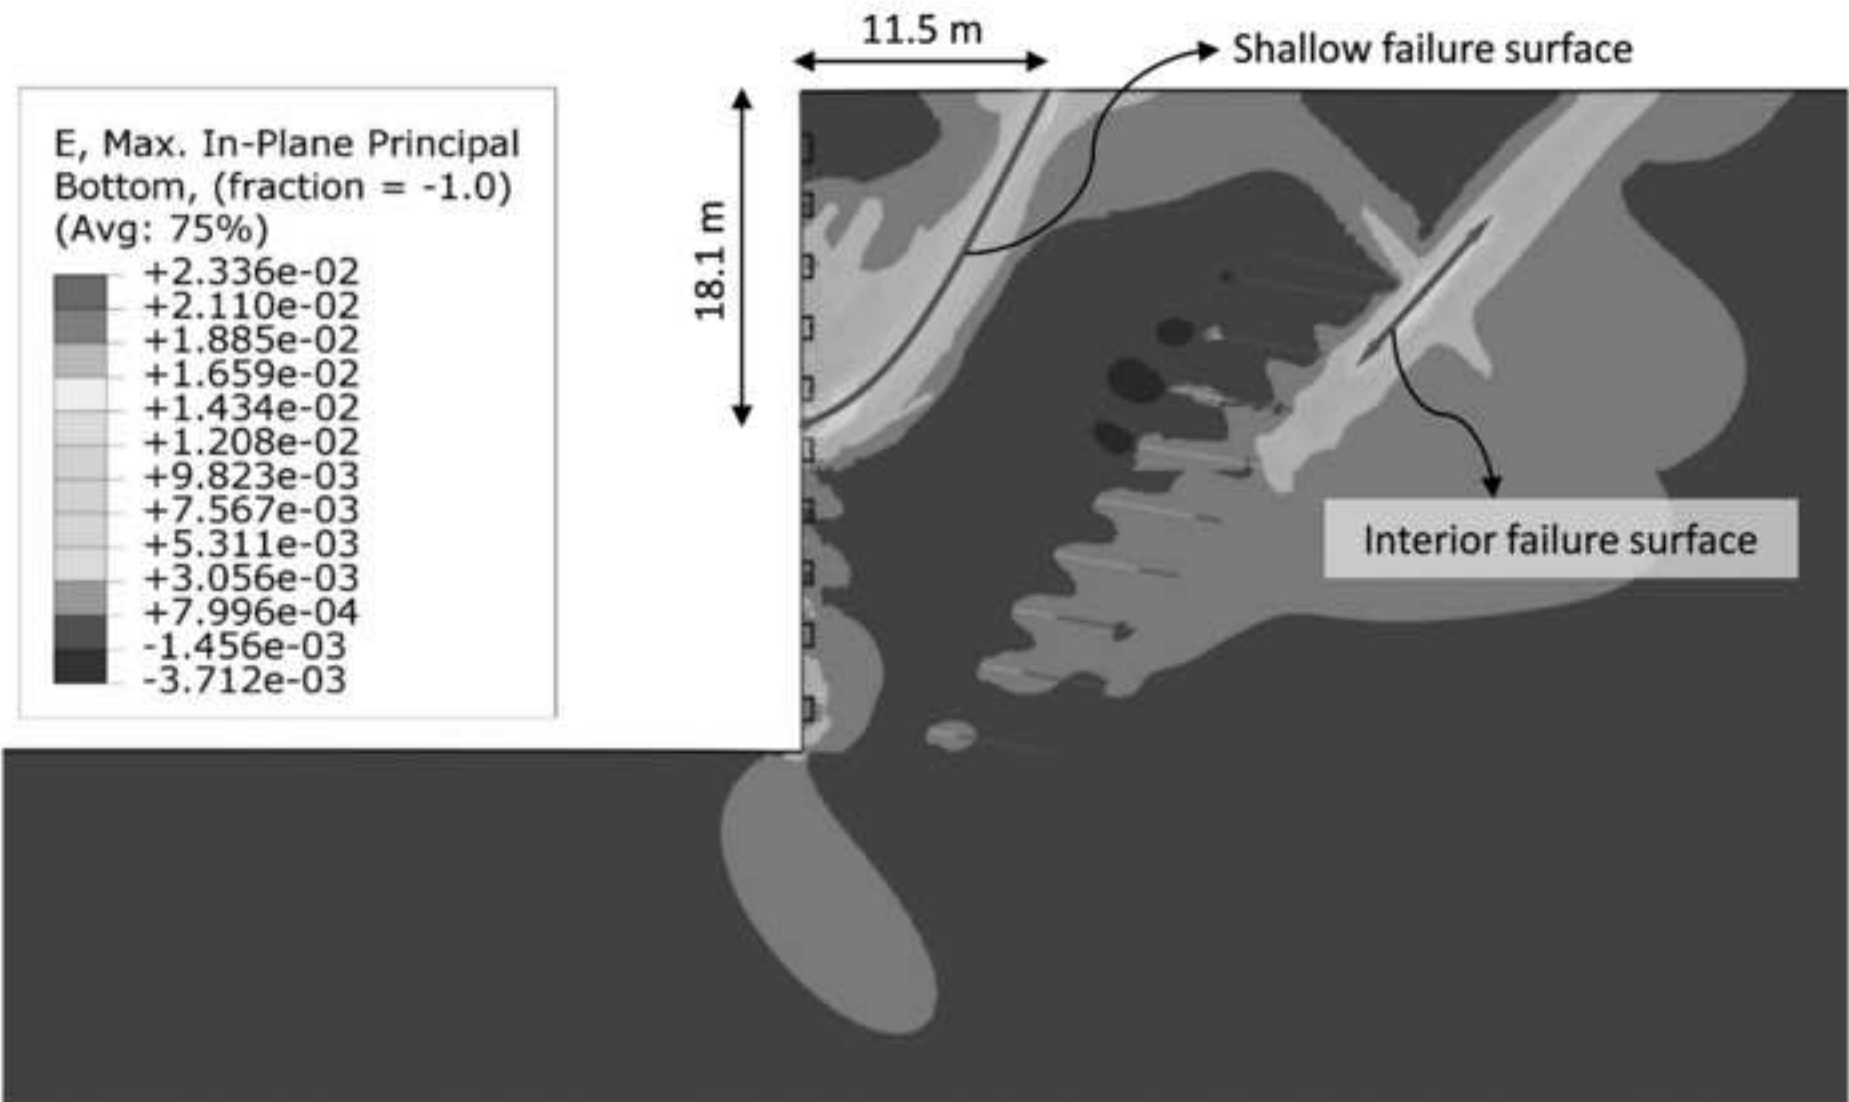 11.5 m
Shallow failure surface
E, Max. In-Plane Principal
Bottom, (fraction = -1.0)
(Avg: 75%)
+2.336e-02
+2.110e-02
+1.885e-02
+1.659e-02
+1.434e-02
+1.208e-02
+9.823e-03
+7.567e-03
+5.311e-03
+3.056e-03
+7.996e-04
-1.456e-03
-3.712e-03
18.1 m
Interior failure surface